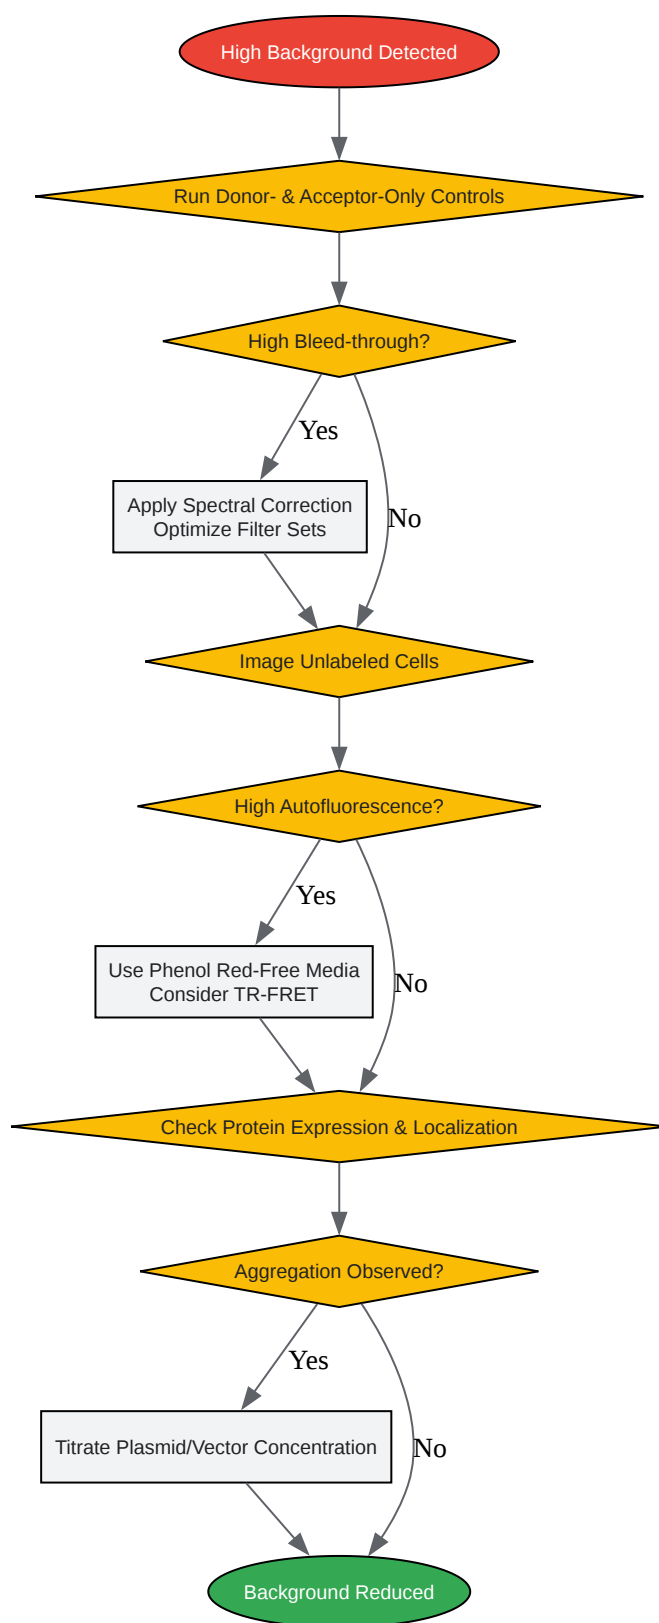 High Background Detected
Run Donor- & Acceptor-Only Controls
High Bleed-through?
Yes
Apply Spectral Correction
Optimize Filter Sets
No
Image Unlabeled Cells
High Autofluorescence?
Yes
Use Phenol Red-Free Media
Consider TR-FRET
No
Check Protein Expression & Localization
Aggregation Observed?
Yes
Titrate Plasmid/Vector Concentration
No
Background Reduced